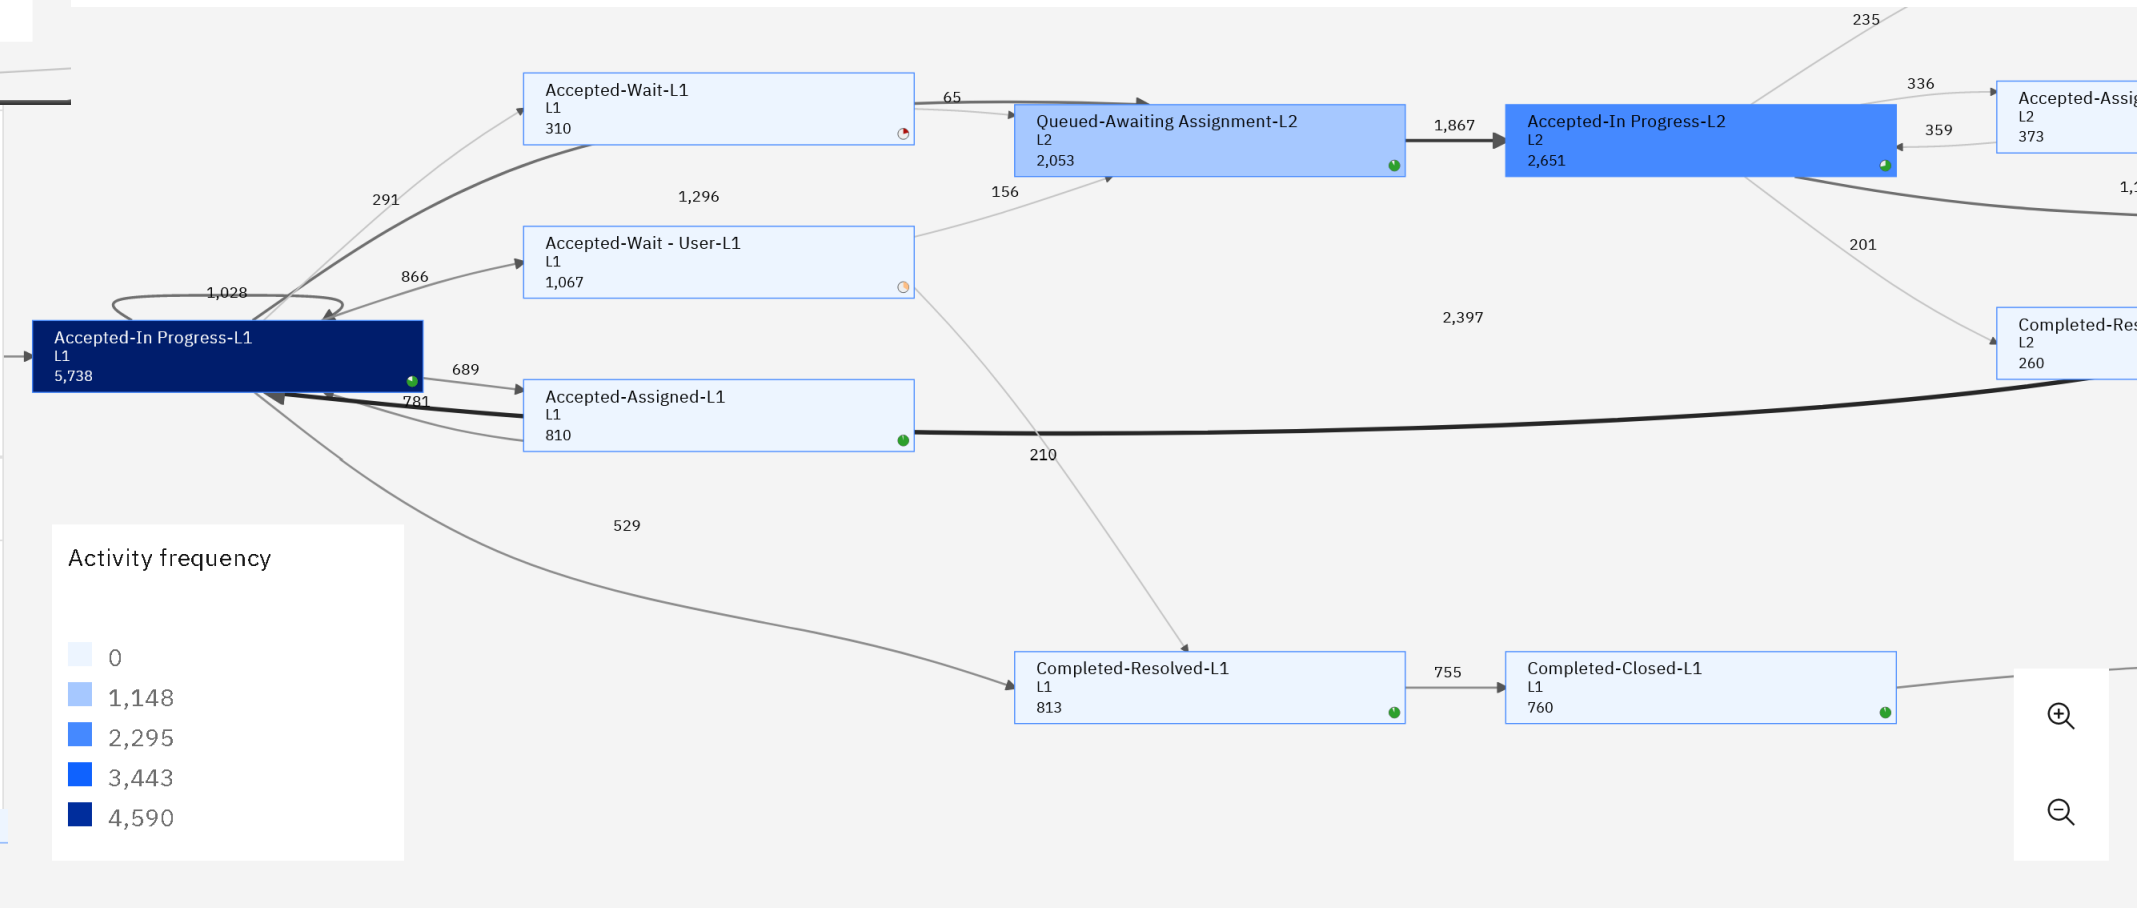 235
Accepted-Wait-L1
L1
310
65
336
Queued-Awaiting Assignment-L2
L2
2,053
1,867
Accepted-In Progress-L2
L2
2,651
359
L2
373
291
1,296
156
Accepted-Wait - User-L1
L1
1,067
866
201
1,028
2,397
Accepted-In Progress-L1
L1
5,738
L2
260
689
781
Accepted-Assigned-L1
L1
810
210
529
Activity frequency
0
1,148
2,295
3,443
4,590
Completed-Resolved-L1
L1
813
755
Completed-Closed-L1
L1
760